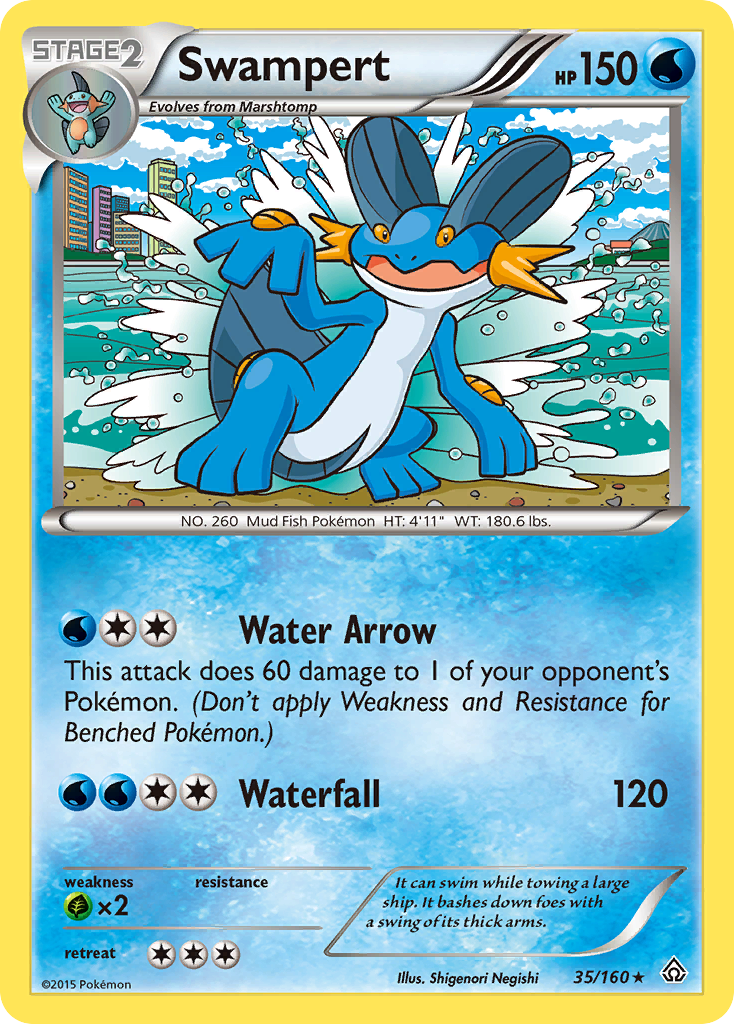 STAGE2
Swampert
HP150
Evolves from Marshtomp
NO. 260 Mud Fish Pokémon HT: 4'11" WT: 180.6 lbs.
Water Arrow
This attack does 60 damage to 1 of your opponent's
Pokémon. (Don't apply Weakness and Resistance for
Benched Pokémon.)
Waterfall 120
weakness resistance
×2
retreat
It can swim while towing a large
ship. It bashes down foes with
a swing of its thick arms.
©2015 Pokémon
Illus. Shigenori Negishi
35/160 ★